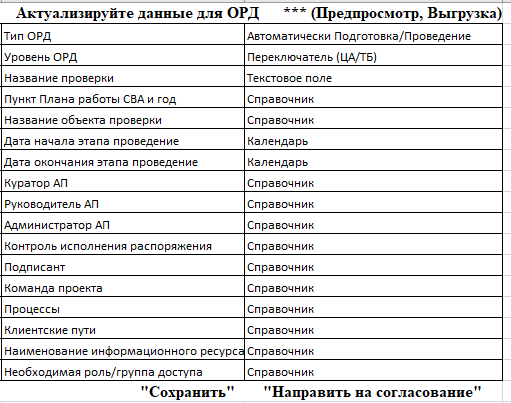 Актуализируйте данные для ОРД *** (Предпросмотр, Выгрузка)
Тип ОРД Автоматически Подготовка/Проведение
Уровень ОРД Переключатель (ЦА/ТБ)
Название проверки Текстовое поле
Пункт Плана работы СВА и год Справочник
Название объекта проверки Справочник
Дата начала этапа проведение Календарь
Дата окончания этапа проведение Календарь
Куратор АП Справочник
Руководитель АП Справочник
Администратор АП Справочник
Контроль исполнения распоряжения Справочник
Подписант Справочник
Команда проекта Справочник
Процессы Справочник
Клиентские пути Справочник
Наименование информационного ресурса Справочник
Необходимая роль/группа доступа Справочник
"Сохранить" "Направить на согласование"